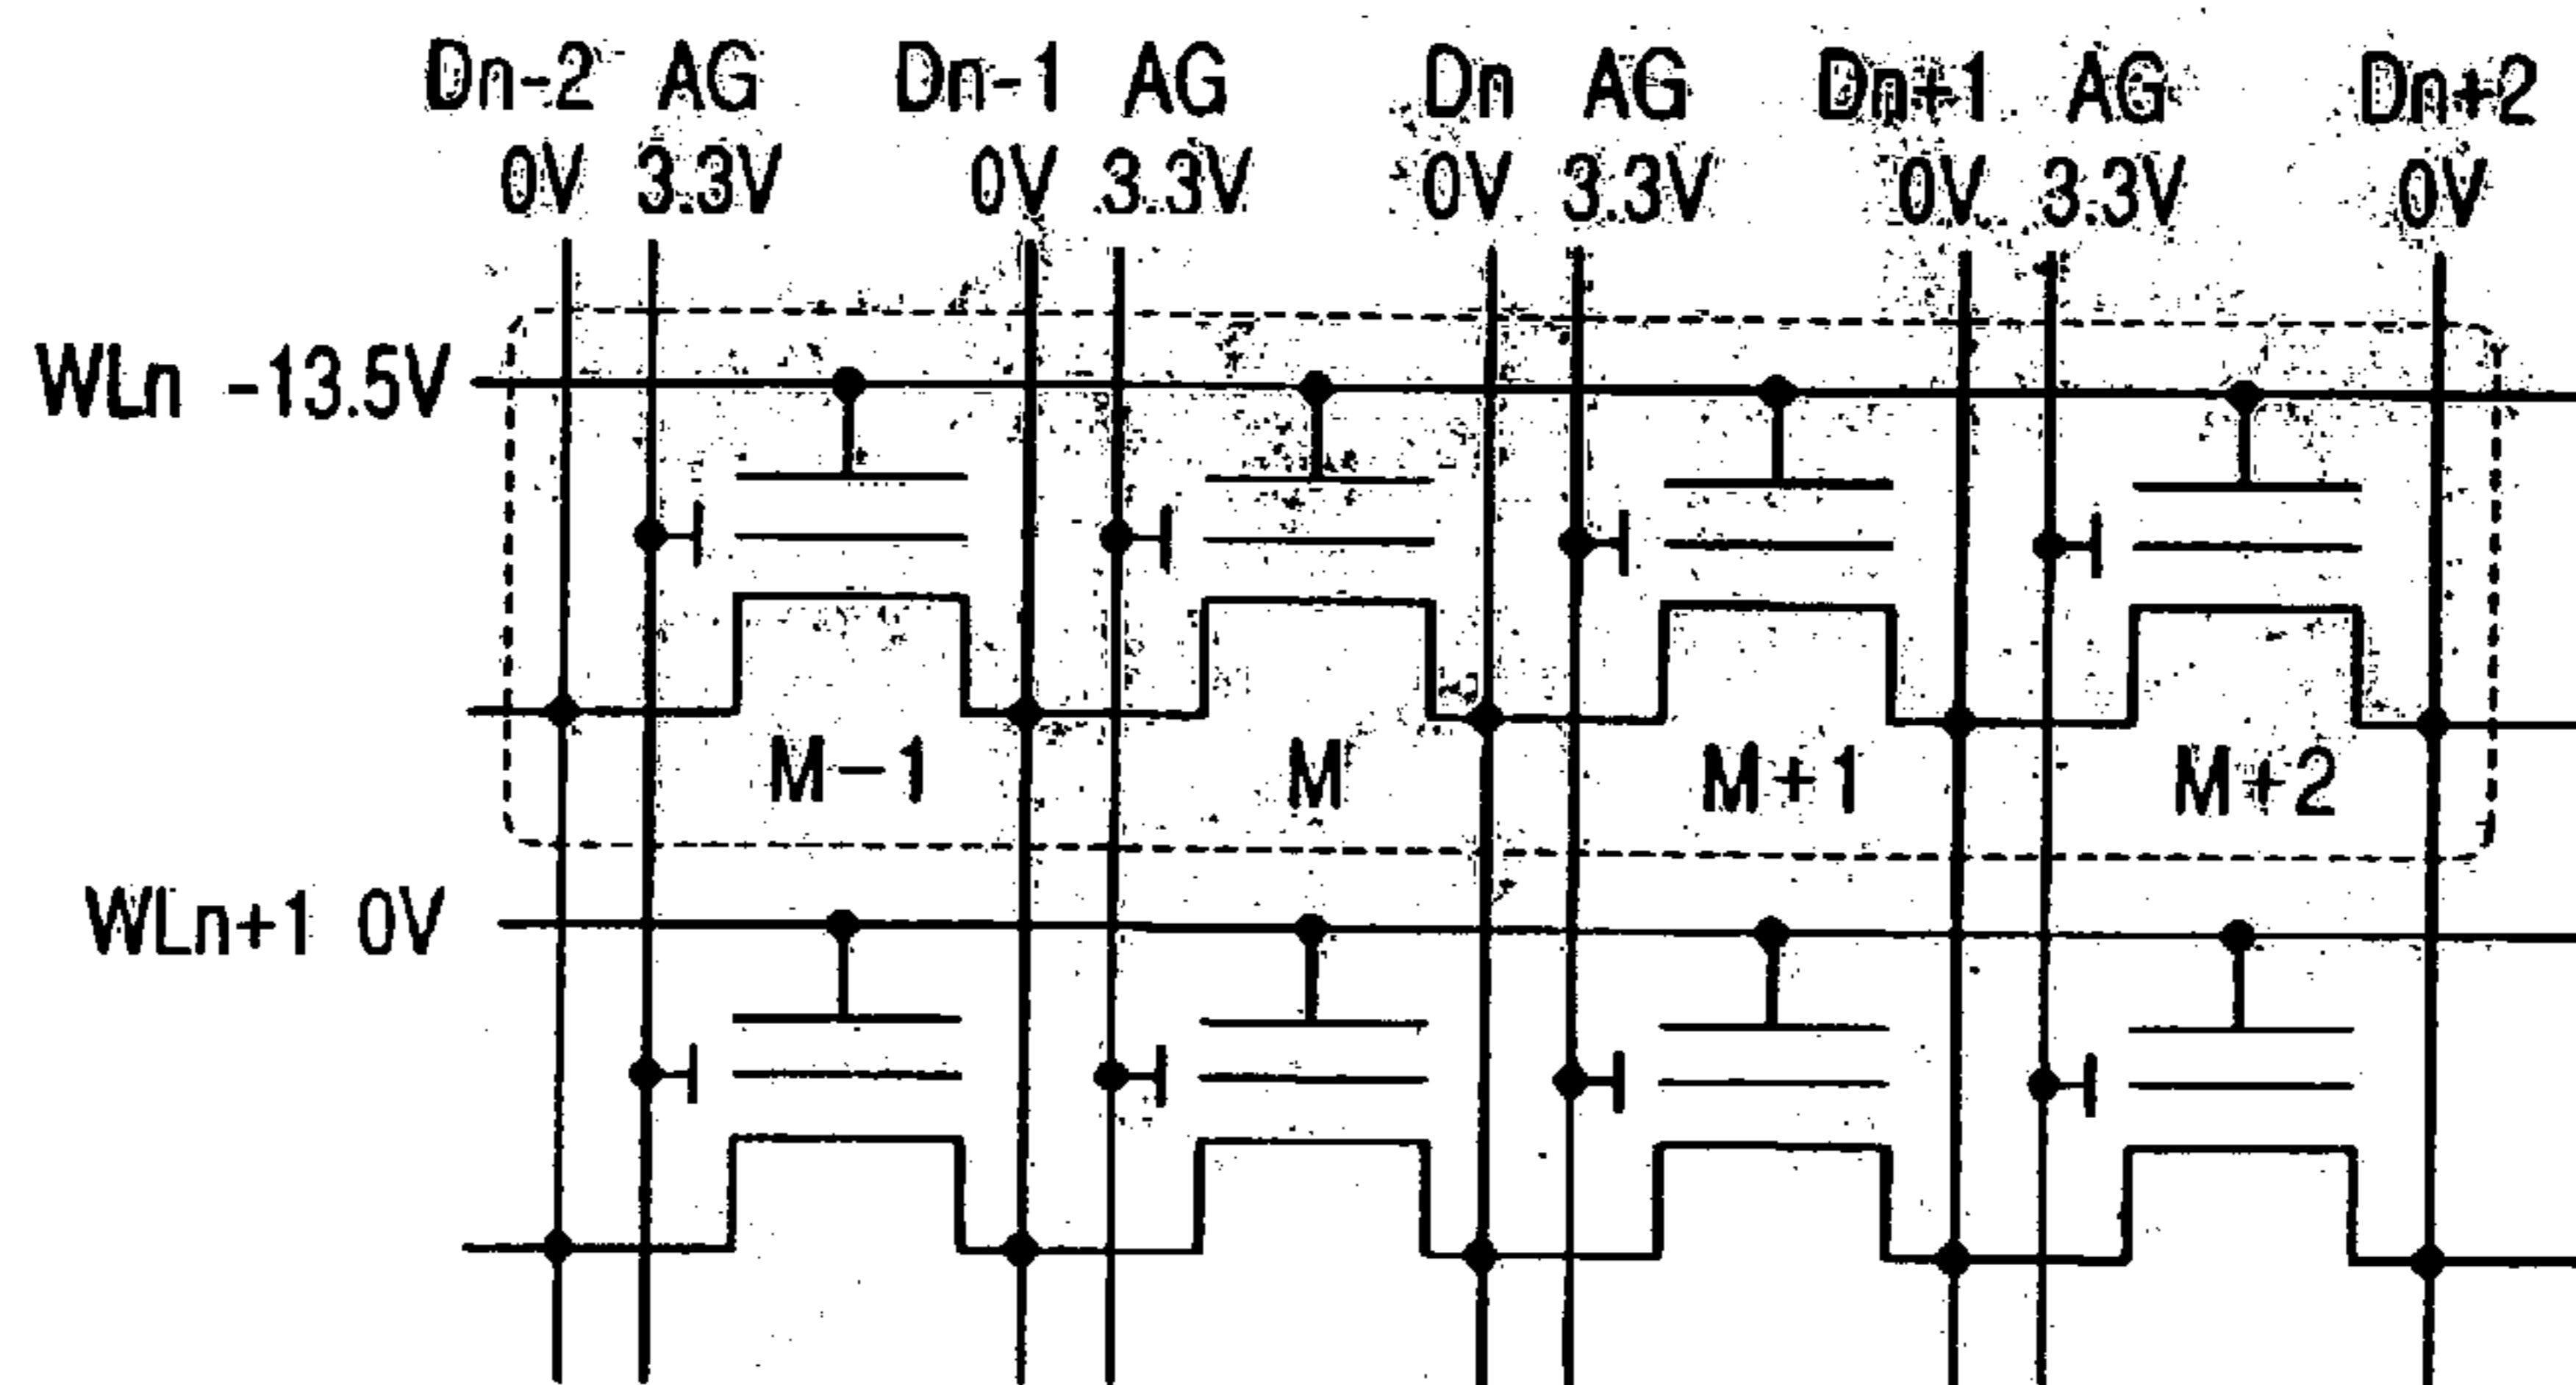 Dn-2 AG Dn-1 AG Dn AG Dn+1 AG Dn+2
0V 3.3V 0V 3.3V 0V 3.3V 0V 3.3V 0V
WLn -13.5V
M-1 M M+1 M+2
WLn+1 0V